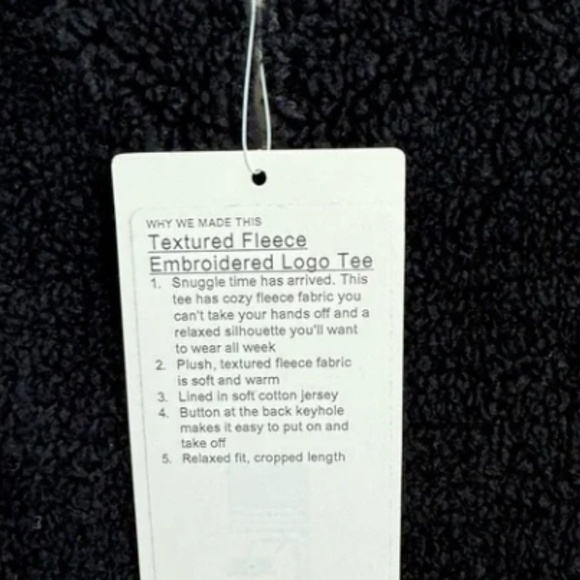 WHY WE MADE THIS
Textured Fleece
Embroidered Logo Tee
1. Snuggle time has arrived. This
tee has cozy fleece fabric you
can't take your hands off and a
relaxed silhouette you'll want
to wear all week
2. Plush, textured fleece fabric
is soft and warm
3. Lined in soft cotton jersey
4. Button at the back keyhole
makes it easy to put on and
take off
5. Relaxed fit, cropped length